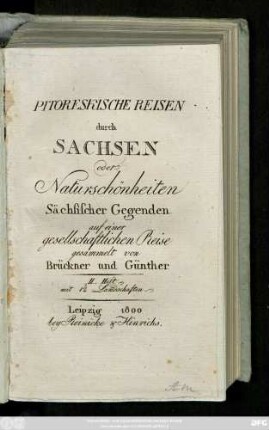 PITORESKISCHE REISEN
durch
SACHSEN
oder
Naturschönheiten
Sächsischer Gegenden
auf einer
gesellschaftlichen Reise
gesammelt von
Brückner und Günther
II. Heft
mit 12 Landschaften
Leipzig 1800
bey Reinicke & Hinrichs.